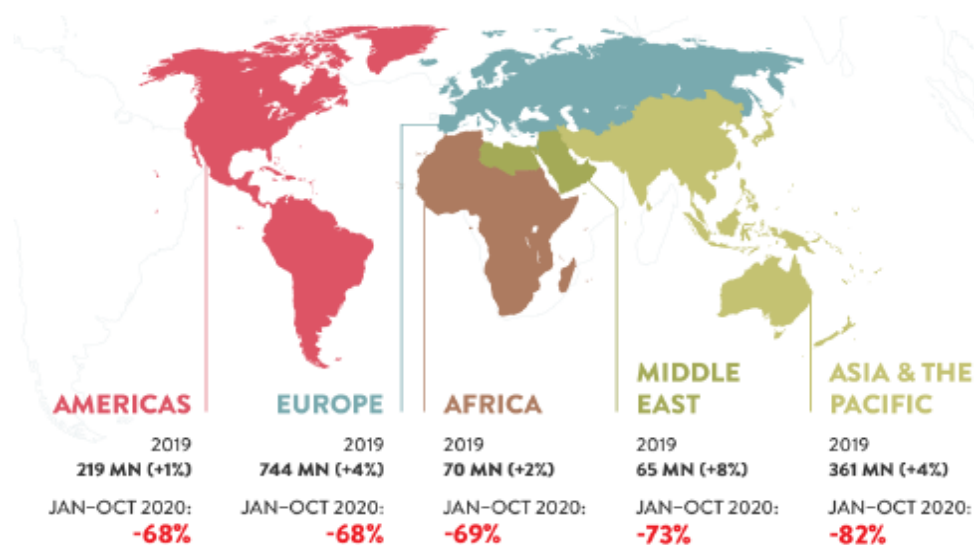 AMERICAS
2019
219 MN (+1%)
JAN–OCT 2020:
-68%
EUROPE
2019
744 MN (+4%)
JAN–OCT 2020:
-68%
AFRICA
2019
70 MN (+2%)
JAN–OCT 2020:
-69%
MIDDLE
EAST
2019
65 MN (+8%)
JAN–OCT 2020:
-73%
ASIA & THE
PACIFIC
2019
361 MN (+4%)
JAN–OCT 2020:
-82%